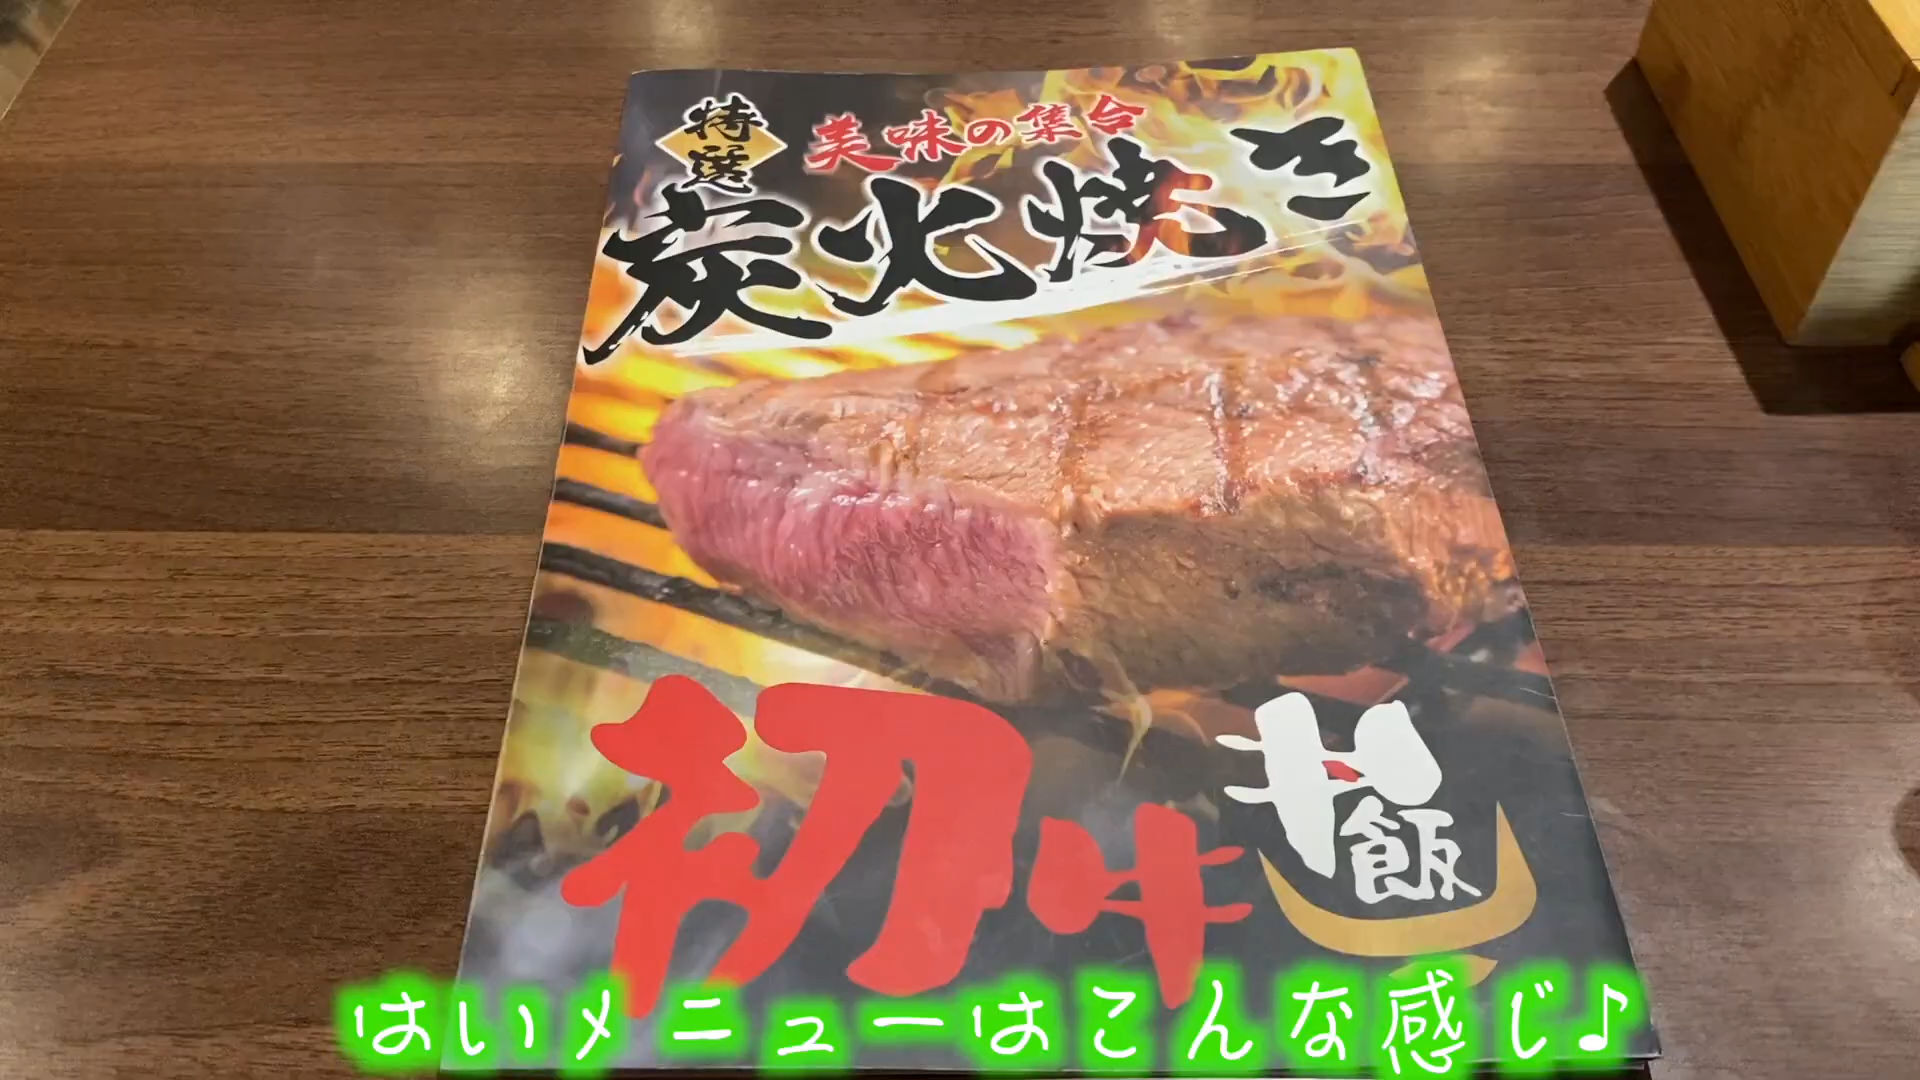 特選
美味の集合
炭火焼き
初牛
牛飯
はいメニューはこんな感じ♪